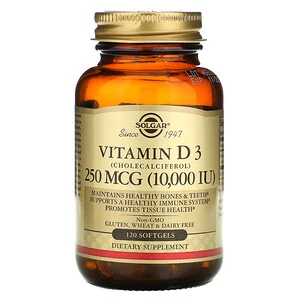 SOLGAR®
Since 1947
VITAMIN D 3
(CHOLECALCIFEROL)
250 MCG (10,000 IU)
MAINTAINS HEALTHY BONES & TEETH*
SUPPORTS A HEALTHY IMMUNE SYSTEM*
PROMOTES TISSUE HEALTH*
NON-GMO
GLUTEN, WHEAT & DAIRY FREE
120 SOFTGELS
DIETARY SUPPLEMENT